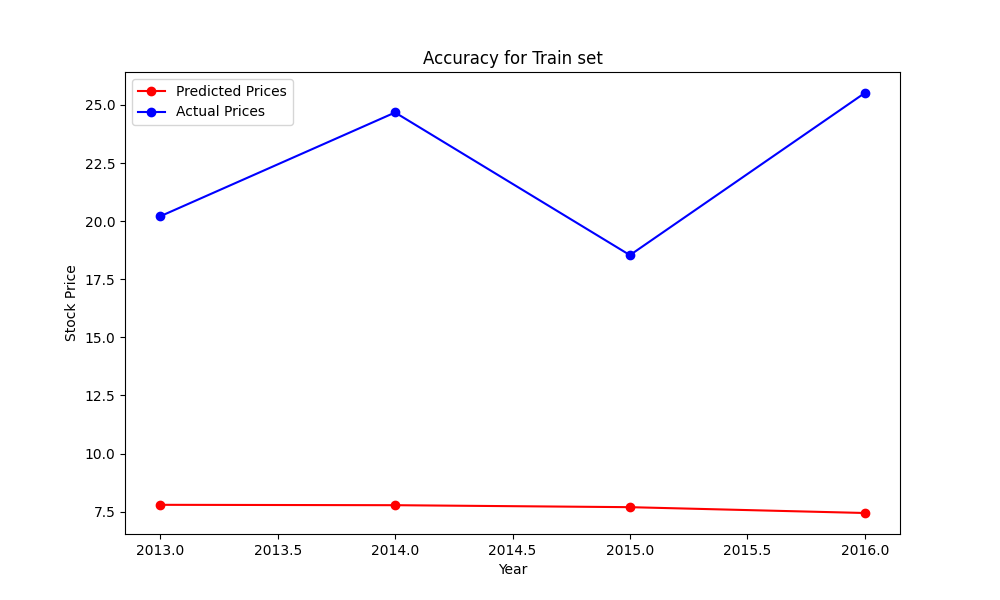 Accuracy for Train set
Predicted Prices
Actual Prices
25.0
22.5
20.0
17.5
15.0
12.5
10.0
7.5
Stock Price
2013.0 2013.5 2014.0 2014.5 2015.0 2015.5 2016.0
Year